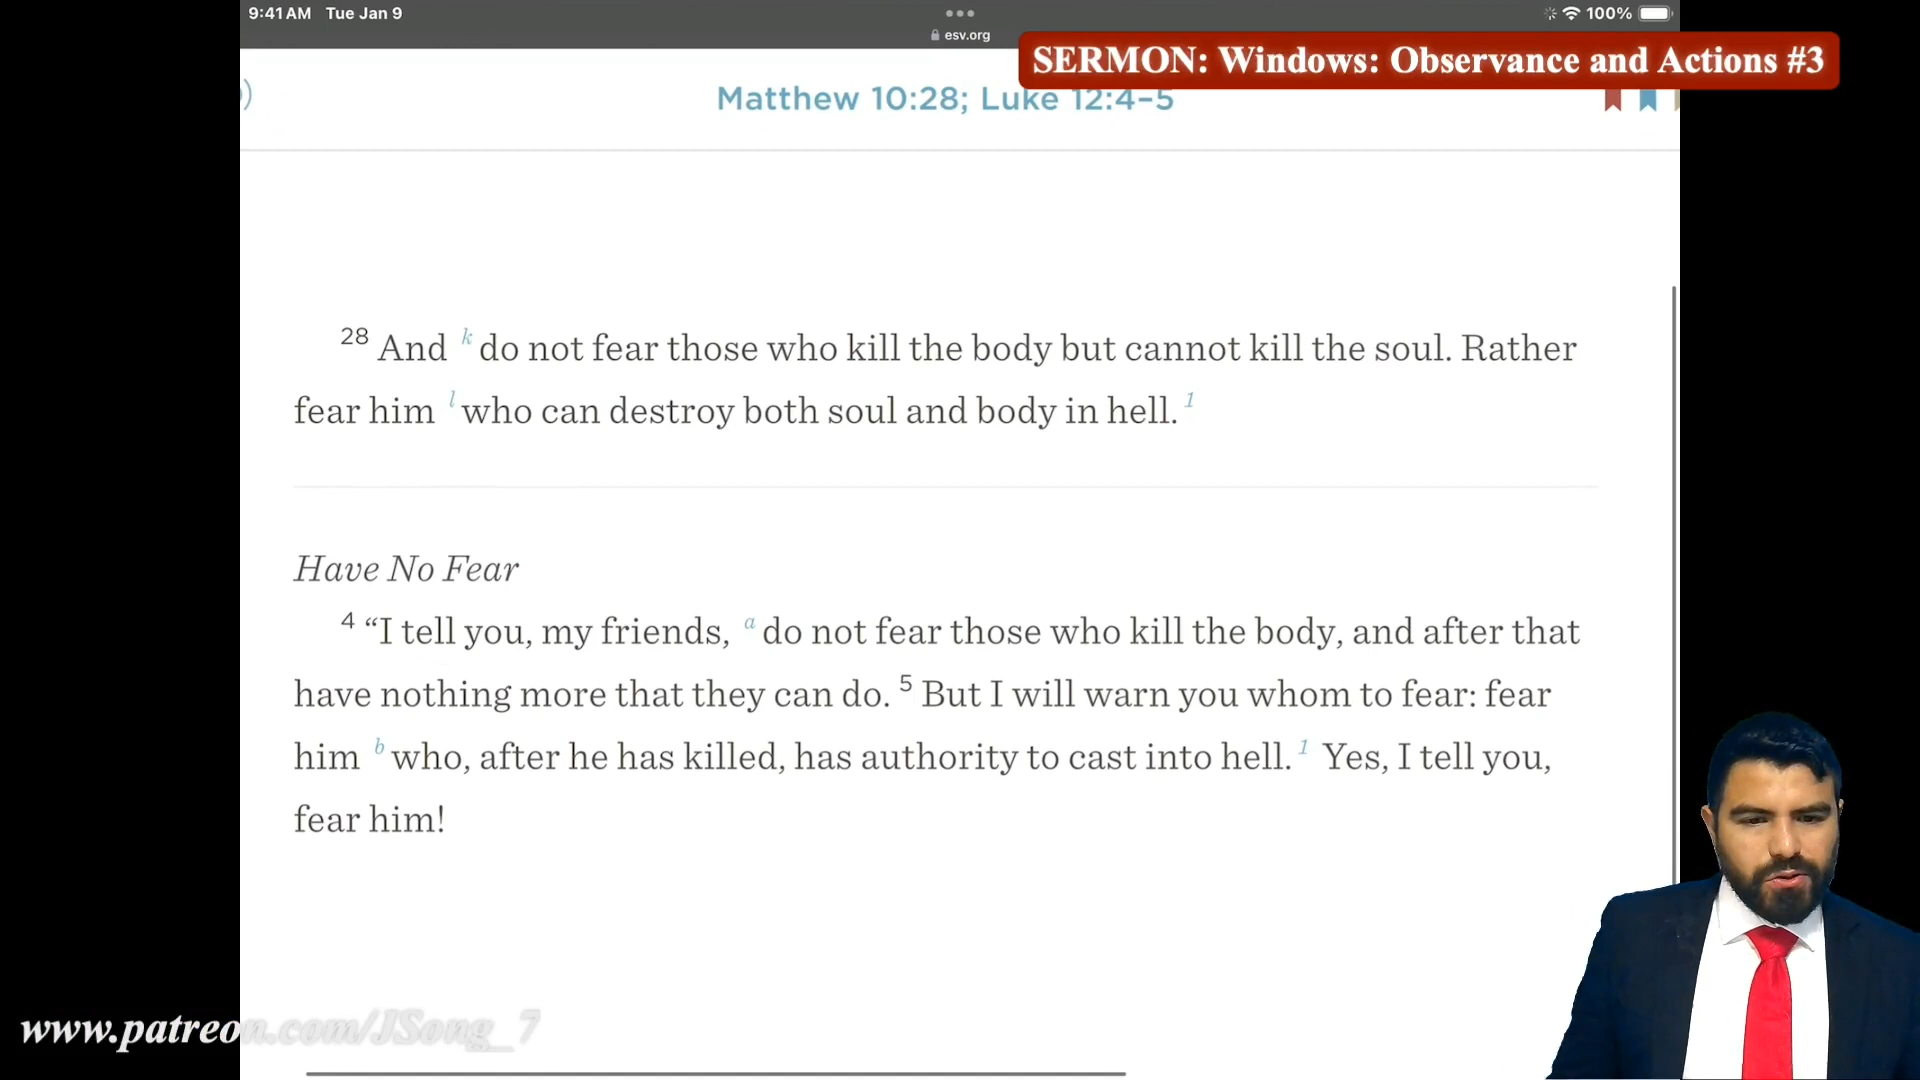 9:41 AM Tue Jan 9
100%
esv.org
SERMON: Windows: Observance and Actions #3
Matthew 10:28; Luke 12:4–5
28 And k do not fear those who kill the body but cannot kill the soul. Rather
fear him l who can destroy both soul and body in hell. 1
Have No Fear
4 “I tell you, my friends, a do not fear those who kill the body, and after that
have nothing more that they can do. 5 But I will warn you whom to fear: fear
him b who, after he has killed, has authority to cast into hell. 1 Yes, I tell you,
fear him!
www.patreon.com/JSong_7